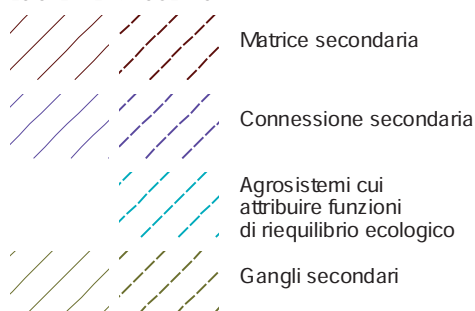 Matrice secondaria
Connessione secondaria
Agrosistemi cui
attribuire funzioni
di riequilibrio ecologico
Gangli secondari